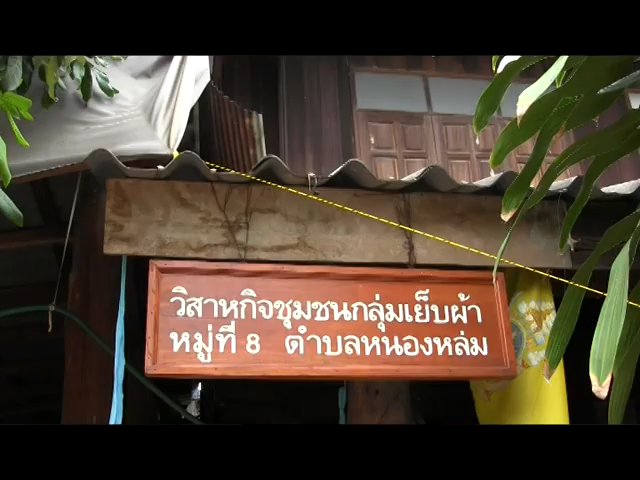 วิสาหกิจชุมชนกลุ่มเย็บผ้า
หมู่ที่ 8 ตำบลหนองหล่ม